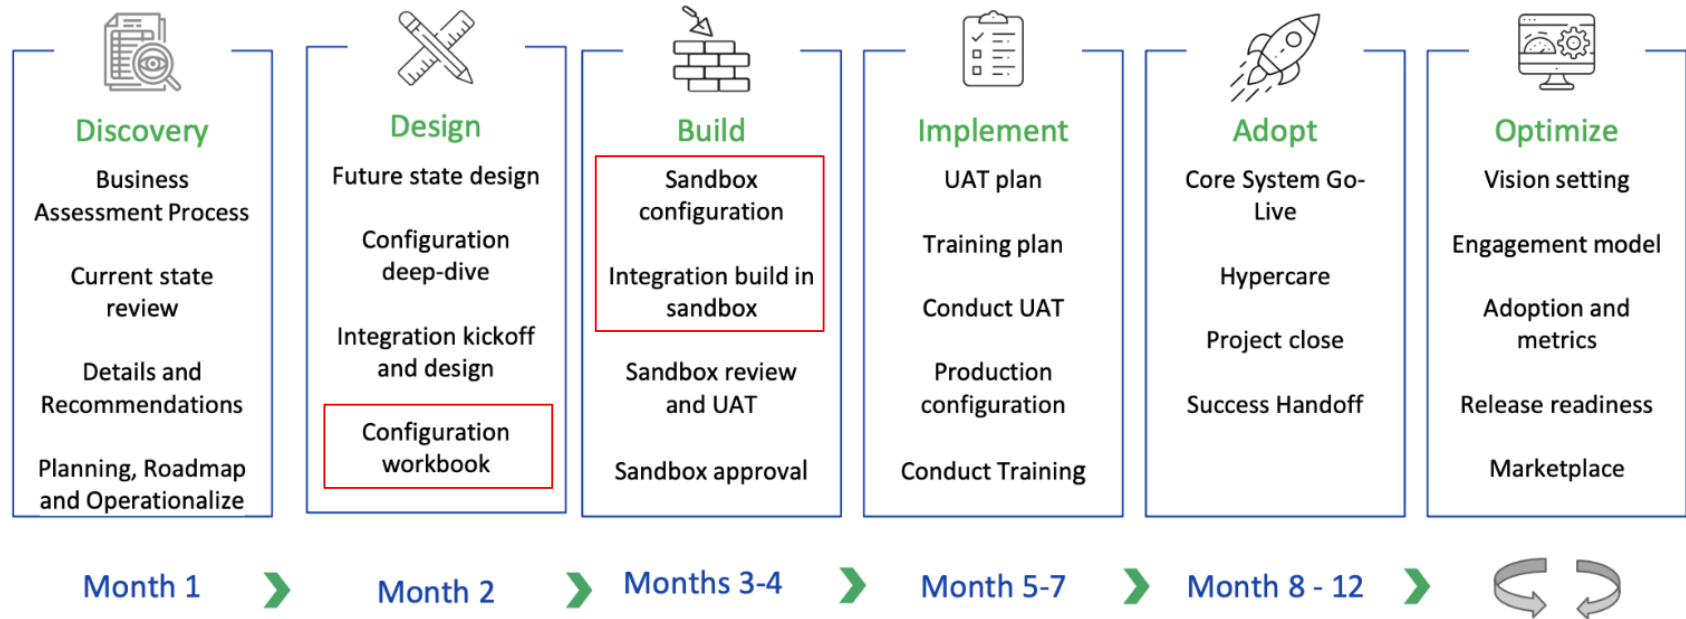 Discovery
Business
Assessment Process
Current state
review
Details and
Recommendations
Planning, Roadmap
and Operationalize
Month 1
Design
Future state design
Configuration
deep-dive
Integration kickoff
and design
Configuration
workbook
Month 2
Build
Sandbox
configuration
Integration build in
sandbox
Sandbox review
and UAT
Sandbox approval
Months 3-4
Implement
UAT plan
Training plan
Conduct UAT
Production
configuration
Conduct Training
Month 5-7
Adopt
Core System Go-
Live
Hypercare
Project close
Success Handoff
Month 8 - 12
Optimize
Vision setting
Engagement model
Adoption and
metrics
Release readiness
Marketplace